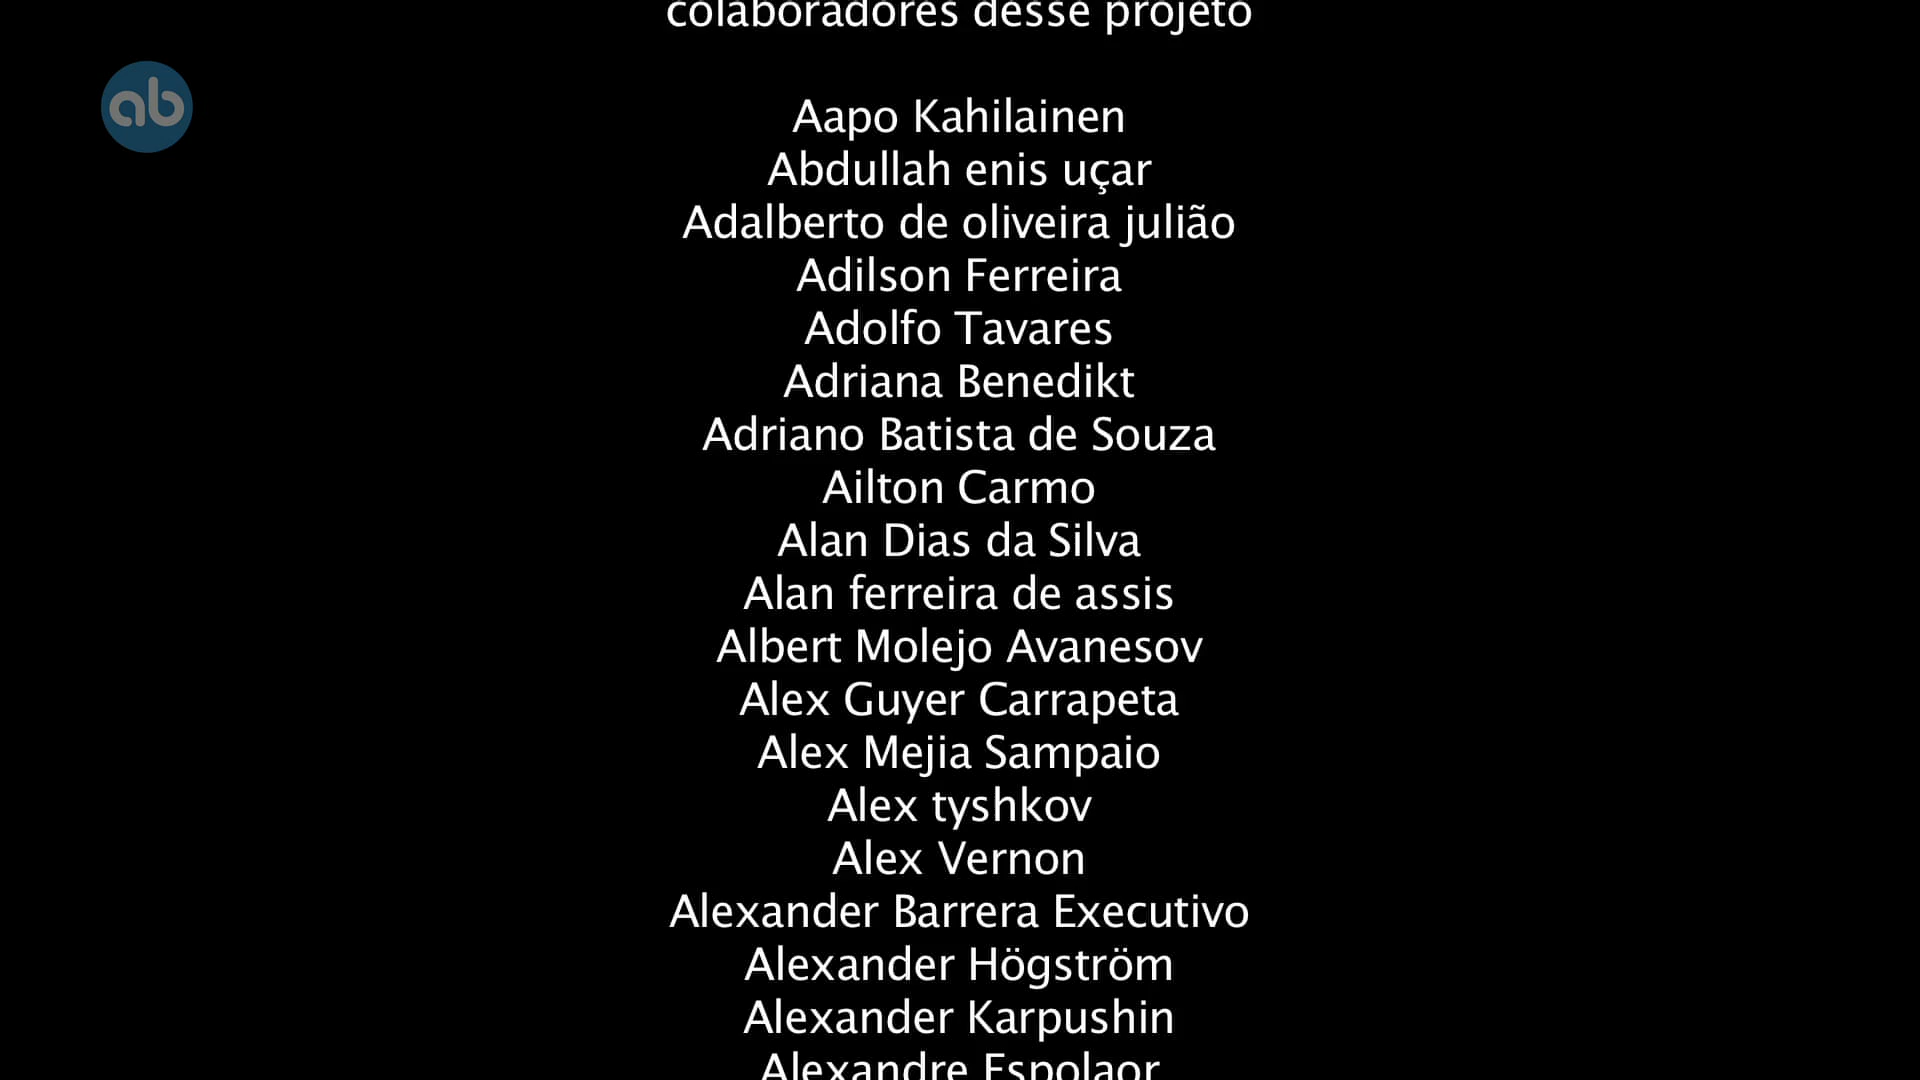 colaboradores desse projeto
ab
Aapo Kahilainen
Abdullah enis uçar
Adalberto de oliveira julião
Adilson Ferreira
Adolfo Tavares
Adriana Benedikt
Adriano Batista de Souza
Ailton Carmo
Alan Dias da Silva
Alan ferreira de assis
Albert Molejo Avanesov
Alex Guyer Carrapeta
Alex Mejia Sampaio
Alex tyshkov
Alex Vernon
Alexander Barrera Executivo
Alexander Högström
Alexander Karpushin
Alexandre Espolaor